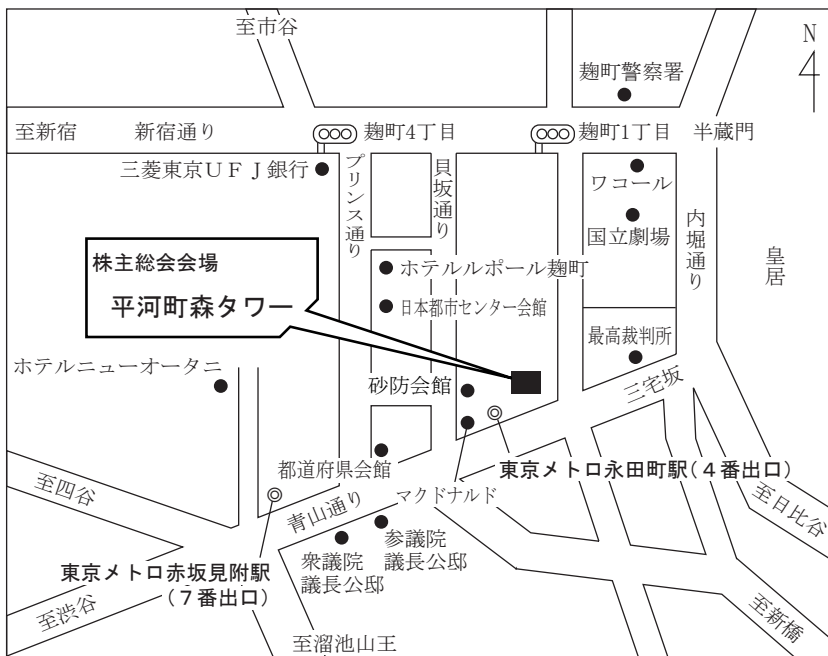 至市谷
N
麹町警察署
至新宿
新宿通り
麹町4丁目
麹町1丁目
半蔵門
三菱東京ＵＦＪ銀行
プリンス通り
貝坂通り
ワコール
国立劇場
内堀通り
皇居
株主総会会場
平河町森タワー
ホテルルポール麹町
日本都市センター会館
最高裁判所
ホテルニューオータニ
砂防会館
三宅坂
都道府県会館
マクドナルド
東京メトロ永田町駅（４番出口）
至四谷
青山通り
至日比谷
参議院
議長公邸
衆議院
議長公邸
東京メトロ赤坂見附駅
（７番出口）
至渋谷
至新橋
至溜池山王